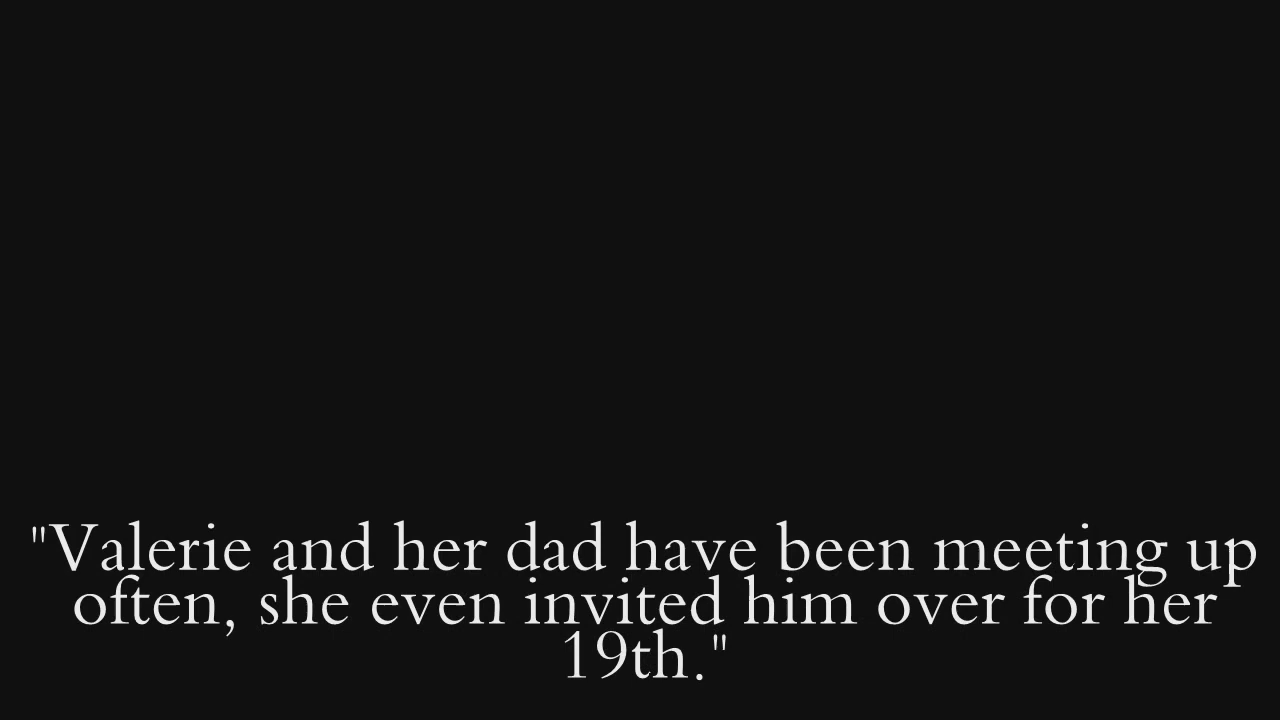 "Valerie and her dad have been meeting up
often, she even invited him over for her
19th."